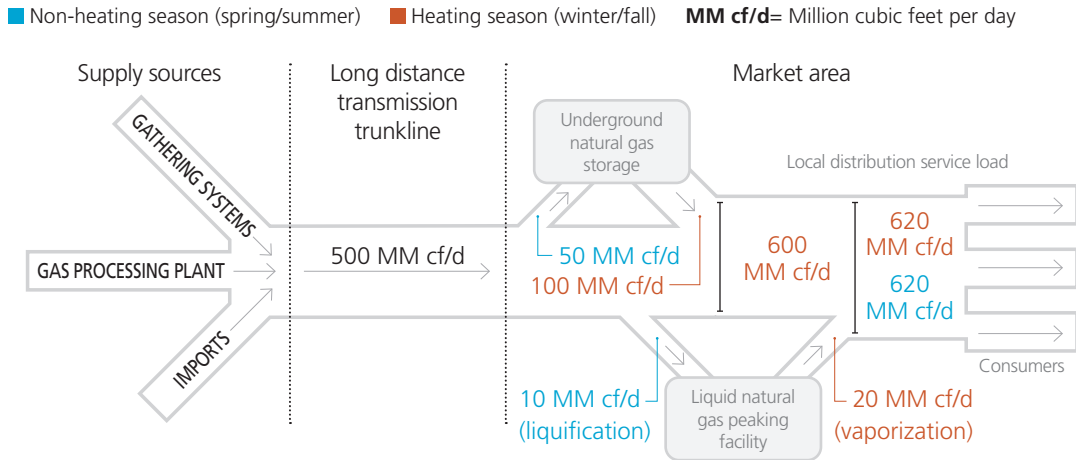 Non-heating season (spring/summer)
Heating season (winter/fall)
MM cf/d= Million cubic feet per day
Supply sources
Long distance
transmission
trunkline
Market area
GATHERING SYSTEMS
GAS PROCESSING PLANT
IMPORTS
500 MM cf/d
Underground
natural gas
storage
50 MM cf/d
100 MM cf/d
600
MM cf/d
Local distribution service load
620
MM cf/d
620
MM cf/d
Consumers
10 MM cf/d
(liquification)
Liquid natural
gas peaking
facility
20 MM cf/d
(vaporization)